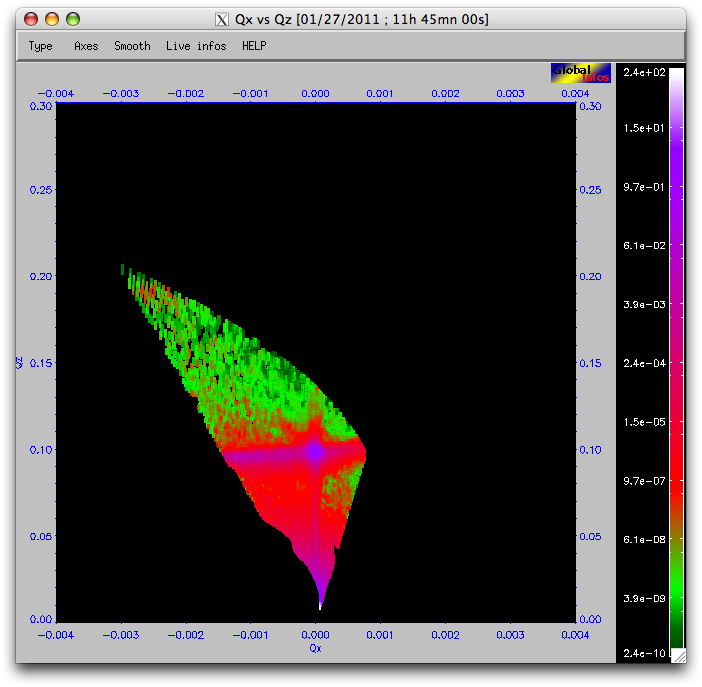 Qx vs Qz [01/27/2011 ; 11h 45mn 00s]
Type Axes Smooth Live infos HELP
Global
Infos
-0.004 -0.003 -0.002 -0.001 0.000 0.001 0.002 0.003 0.004
0.30 0.30
0.25 0.25
0.20 0.20
0.15 0.15
Qz
0.10 0.10
0.05 0.05
0.00 0.00
-0.004 -0.003 -0.002 -0.001 0.000 0.001 0.002 0.003 0.004
Qx
2.4e+02
1.5e+01
9.7e-01
6.1e-02
3.9e-03
2.4e-04
1.5e-05
9.7e-07
6.1e-08
3.9e-09
2.4e-10